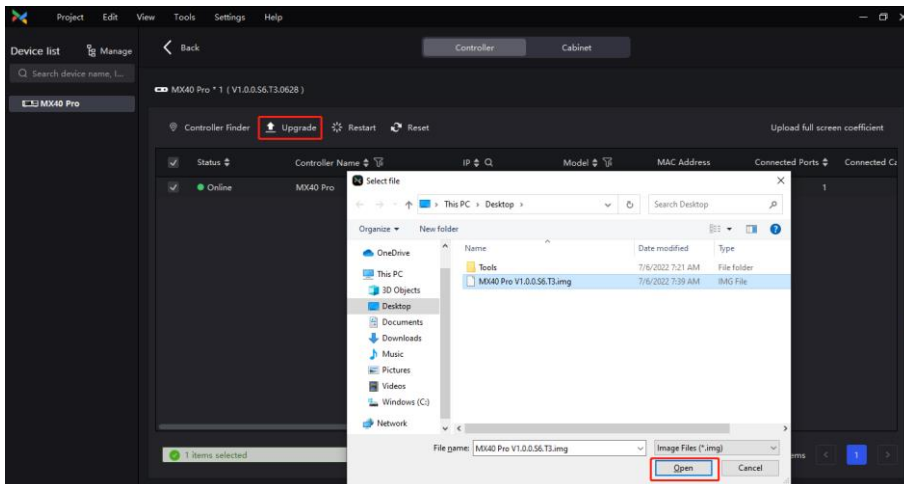 Project Edit View Tools Settings Help
Device list Manage
Back
Controller Cabinet
Search device name, I...
MX40 Pro * 1 ( V1.0.0.S6.T3.0628 )
MX40 Pro
Controller Finder Upgrade Restart Reset Upload full screen coefficient
Status Controller Name IP Model MAC Address Connected Ports Connected Ca
Online MX40 Pro 1
Select file
This PC > Desktop > Search Desktop
Organize New folder
OneDrive
This PC
3D Objects
Desktop
Documents
Downloads
Music
Pictures
Videos
Windows (C:)
Network
Name Date modified Type
Tools 7/6/2022 7:21 AM File folder
MX40 Pro V1.0.0.S6.T3.img 7/6/2022 7:39 AM IMG File
File name: MX40 Pro V1.0.0.S6.T3.img Image Files (*.img)
Open Cancel
1 items selected
ems < 1 >